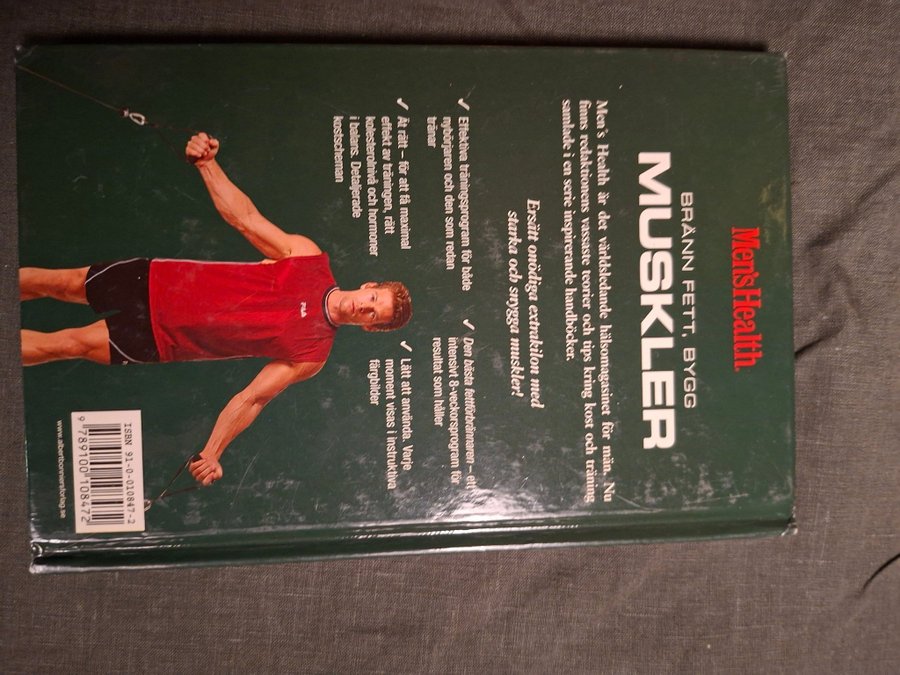 Men'sHealth
BRÄNN FETT, BYGG
MUSKLER
Men's Health är det världsledande hälsomagasinet för män. Nu
finns redaktionens vassaste teorier och tips kring kost och träning
samlade i en serie inspirerande handböcker.
Ersätt onödiga extrakilon med
starka och snygga muskler!
✓ Effektiva träningsprogram för både
nybörjaren och den som redan
tränar
✓ Ät rätt – för att få maximal
effekt av träningen, rätt
kolesterolnivå och hormoner
i balans. Detaljerade
kostscheman
✓ Den bästa fettförbrännaren – ett
intensivt 8-veckorsprogram för
resultat som håller
✓ Lätt att använda. Varje
moment visas i instruktiva
färgbilder
FILA
ISBN 91-0-010847-2
9 789100 108472
www.albertbonniersforlag.se